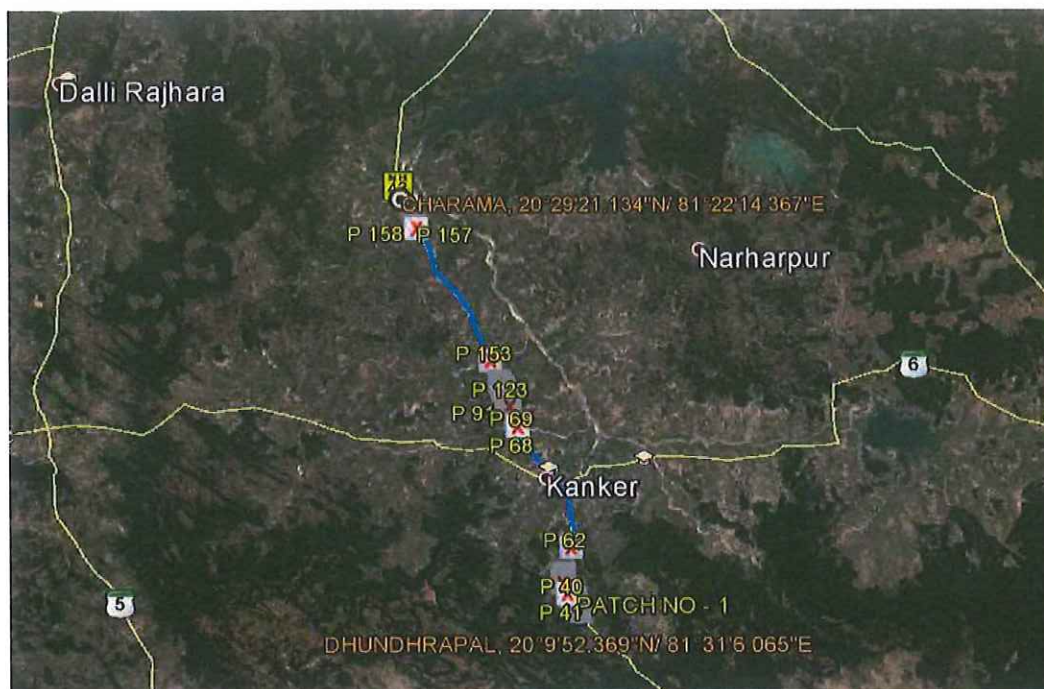 Dalli Rajhara
CHARAMA, 20°29'21.134"N/ 81°22'14.367"E
P 158 P 157
Narharpur
P 153
6
P 123
P 91 P 69
P 68
Kanker
P 62
P 40
5
P 41 PATCH NO - 1
DHUNDHRAPAL, 20°9'52.369"N/ 81°31'6.065"E